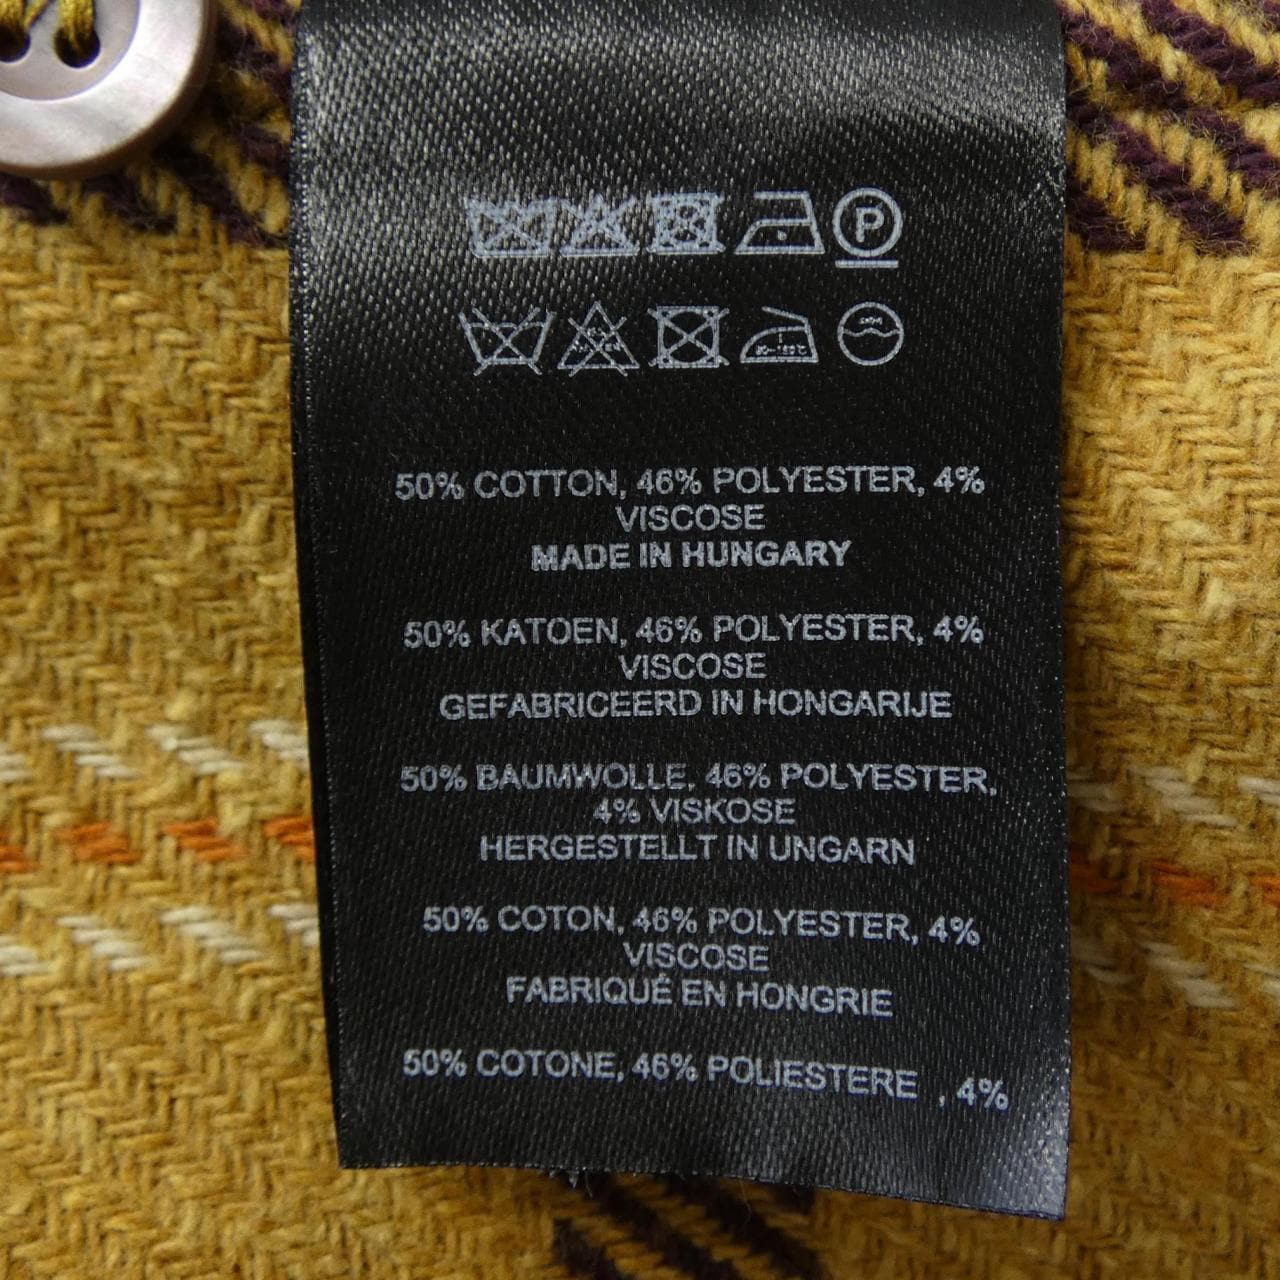 P
50% COTTON, 46% POLYESTER, 4%
VISCOSE
MADE IN HUNGARY
50% KATOEN, 46% POLYESTER, 4%
VISCOSE
GEFABRICEERD IN HONGARIJE
50% BAUMWOLLE, 46% POLYESTER,
4% VISKOSE
HERGESTELLT IN UNGARN
50% COTON, 46% POLYESTER, 4%
VISCOSE
FABRIQUÉ EN HONGRIE
50% COTONE, 46% POLIESTERE , 4%